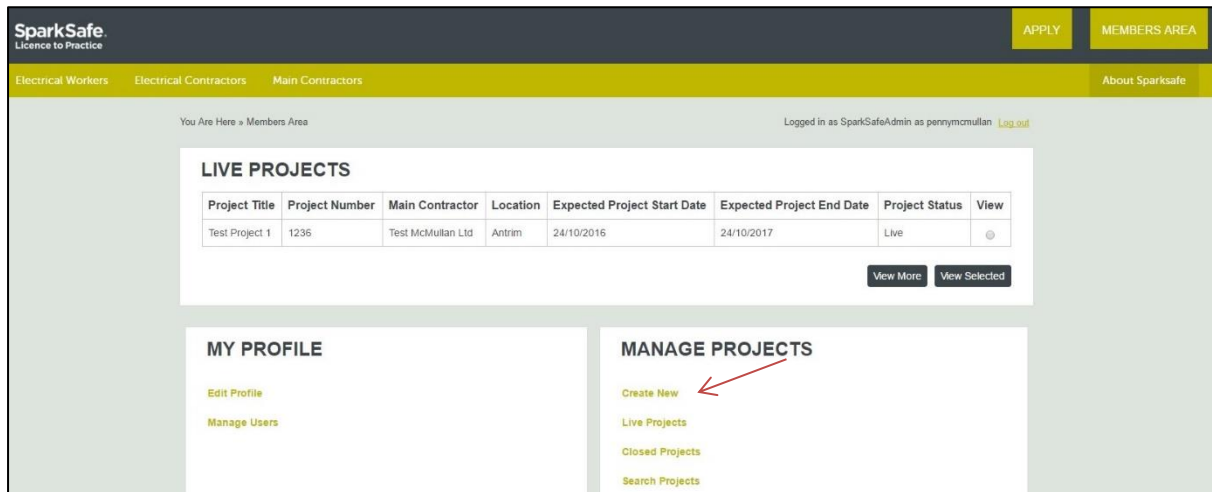 SparkSafe.
Licence to Practice
APPLY
MEMBERS AREA
Electrical Workers
Electrical Contractors
Main Contractors
About Sparksafe
You Are Here » Members Area
Logged in as SparkSafeAdmin as pennymcmullan Log out
LIVE PROJECTS
Project Title Project Number Main Contractor Location Expected Project Start Date Expected Project End Date Project Status View
Test Project 1 1236 Test McMullan Ltd Antrim 24/10/2016 24/10/2017 Live
View More View Selected
MY PROFILE
Edit Profile
Manage Users
MANAGE PROJECTS
Create New
Live Projects
Closed Projects
Search Projects